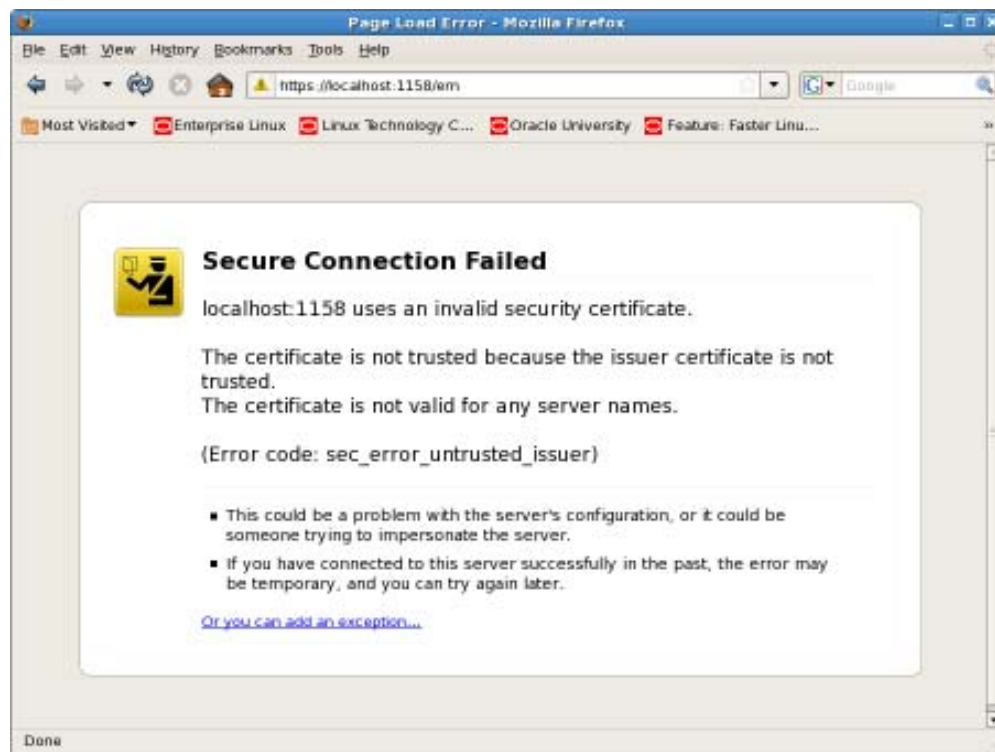 Page Load Error - Mozilla Firefox
File Edit View History Bookmarks Tools Help
https://localhost:1158/em
Google
Most Visited Enterprise Linux Linux Technology C... Oracle University Feature: Faster Linu... »
Secure Connection Failed
localhost:1158 uses an invalid security certificate.
The certificate is not trusted because the issuer certificate is not
trusted.
The certificate is not valid for any server names.
(Error code: sec_error_untrusted_issuer)
This could be a problem with the server's configuration, or it could be
someone trying to impersonate the server.
If you have connected to this server successfully in the past, the error may
be temporary, and you can try again later.
Or you can add an exception...
Done